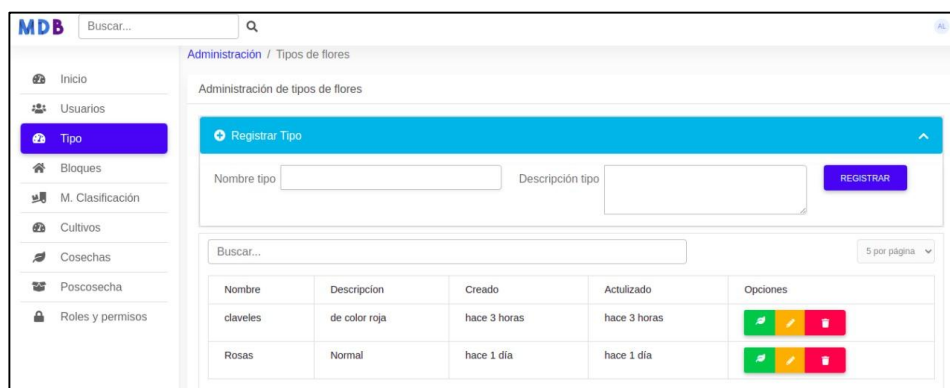 MDB Buscar... AL
Administración / Tipos de flores
Inicio
Administración de tipos de flores
Usuarios
Tipo
Registrar Tipo
Bloques
Nombre tipo Descripción tipo REGISTRAR
M. Clasificación
Cultivos
Cosechas
Buscar... 5 por página
Poscosecha
Nombre Descripcion Creado Actulizado Opciones
Roles y permisos
claveles de color roja hace 3 horas hace 3 horas
Rosas Normal hace 1 día hace 1 día